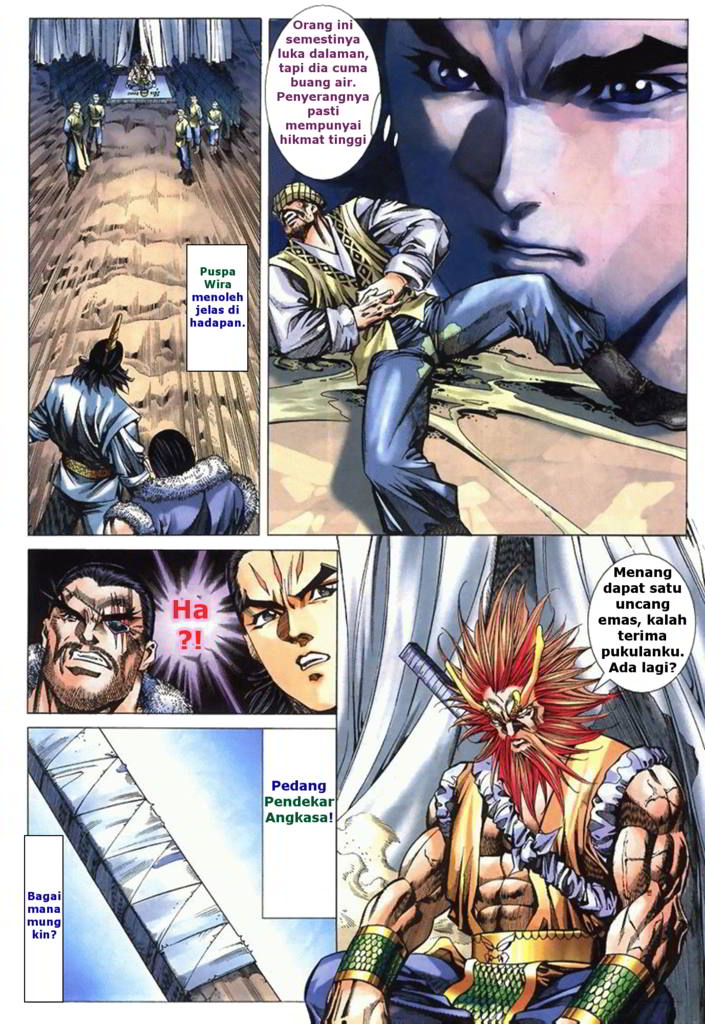 Puspa
Wira
menoleh
jelas di
hadapan.
Orang ini
semestinya
luka dalaman,
tapi dia cuma
buang air.
Penyerangnya
pasti
mempunyai
hikmat tinggi
Ha
?!
Menang
dapat satu
uncang
emas, kalah
terima
pukulanku.
Ada lagi?
Pedang
Pendekar
Angkasa!
Bagai
mana
mung
kin?